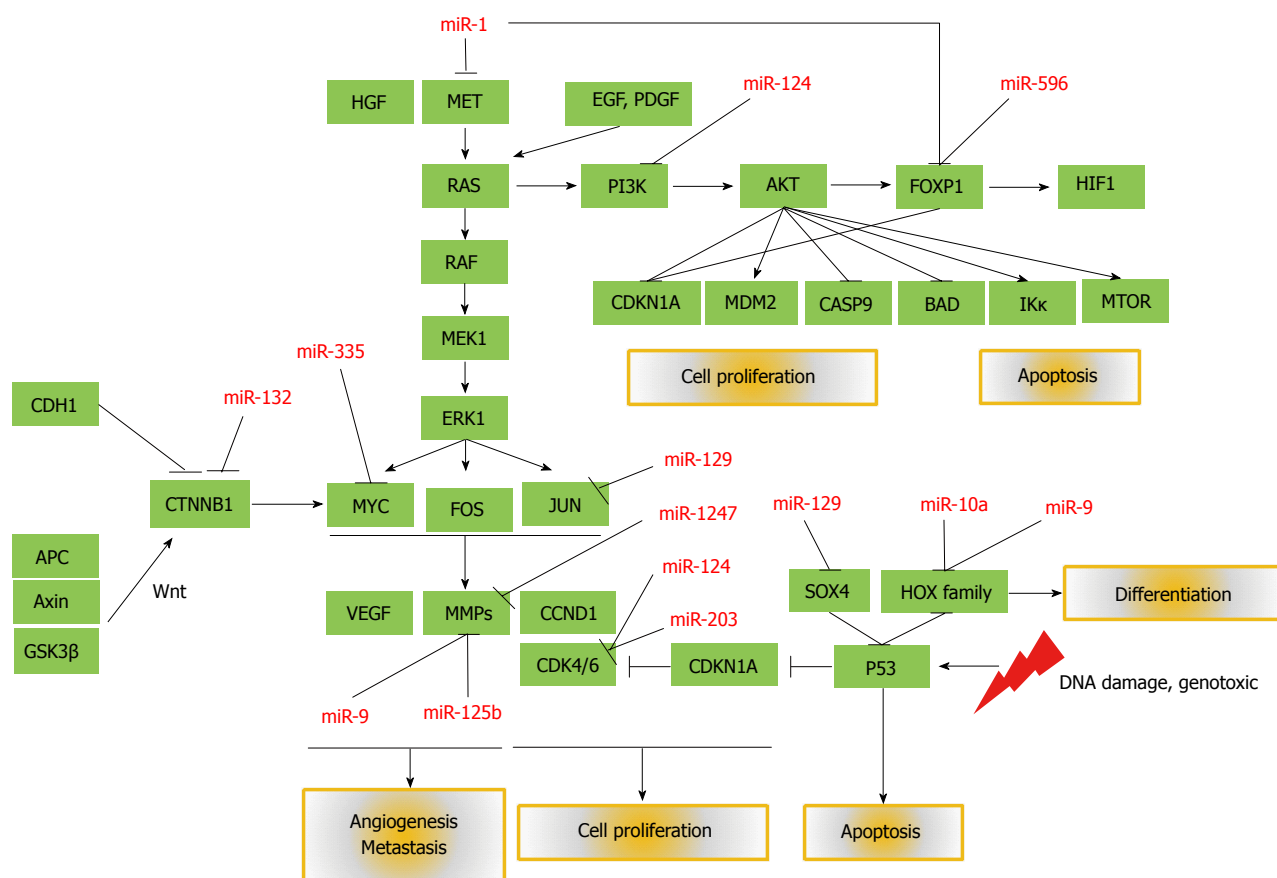 miR-1
HGF
MET
EGF, PDGF
miR-124
miR-596
RAS
PI3K
AKT
FOXP1
HIF1
RAF
CDKN1A
MDM2
CASP9
BAD
IKκ
MTOR
MEK1
miR-335
Cell proliferation
Apoptosis
CDH1
miR-132
ERK1
miR-129
CTNNB1
MYC
FOS
JUN
miR-1247
miR-129
miR-10a
miR-9
APC
Axin
GSK3β
Wnt
VEGF
MMPs
CCND1
miR-124
SOX4
HOX family
Differentiation
miR-203
CDK4/6
CDKN1A
P53
DNA damage, genotoxic
miR-9
miR-125b
Angiogenesis
Metastasis
Cell proliferation
Apoptosis